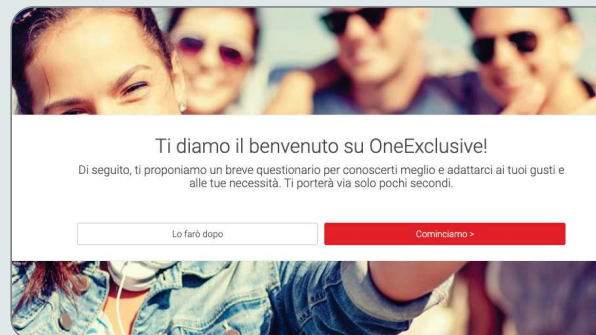 Ti diamo il benvenuto su OneExclusive!
Di seguito, ti proponiamo un breve questionario per conoscerti meglio e adattarci ai tuoi gusti e
alle tue necessità. Ti porterà via solo pochi secondi.
Lo farò dopo
Cominciamo >